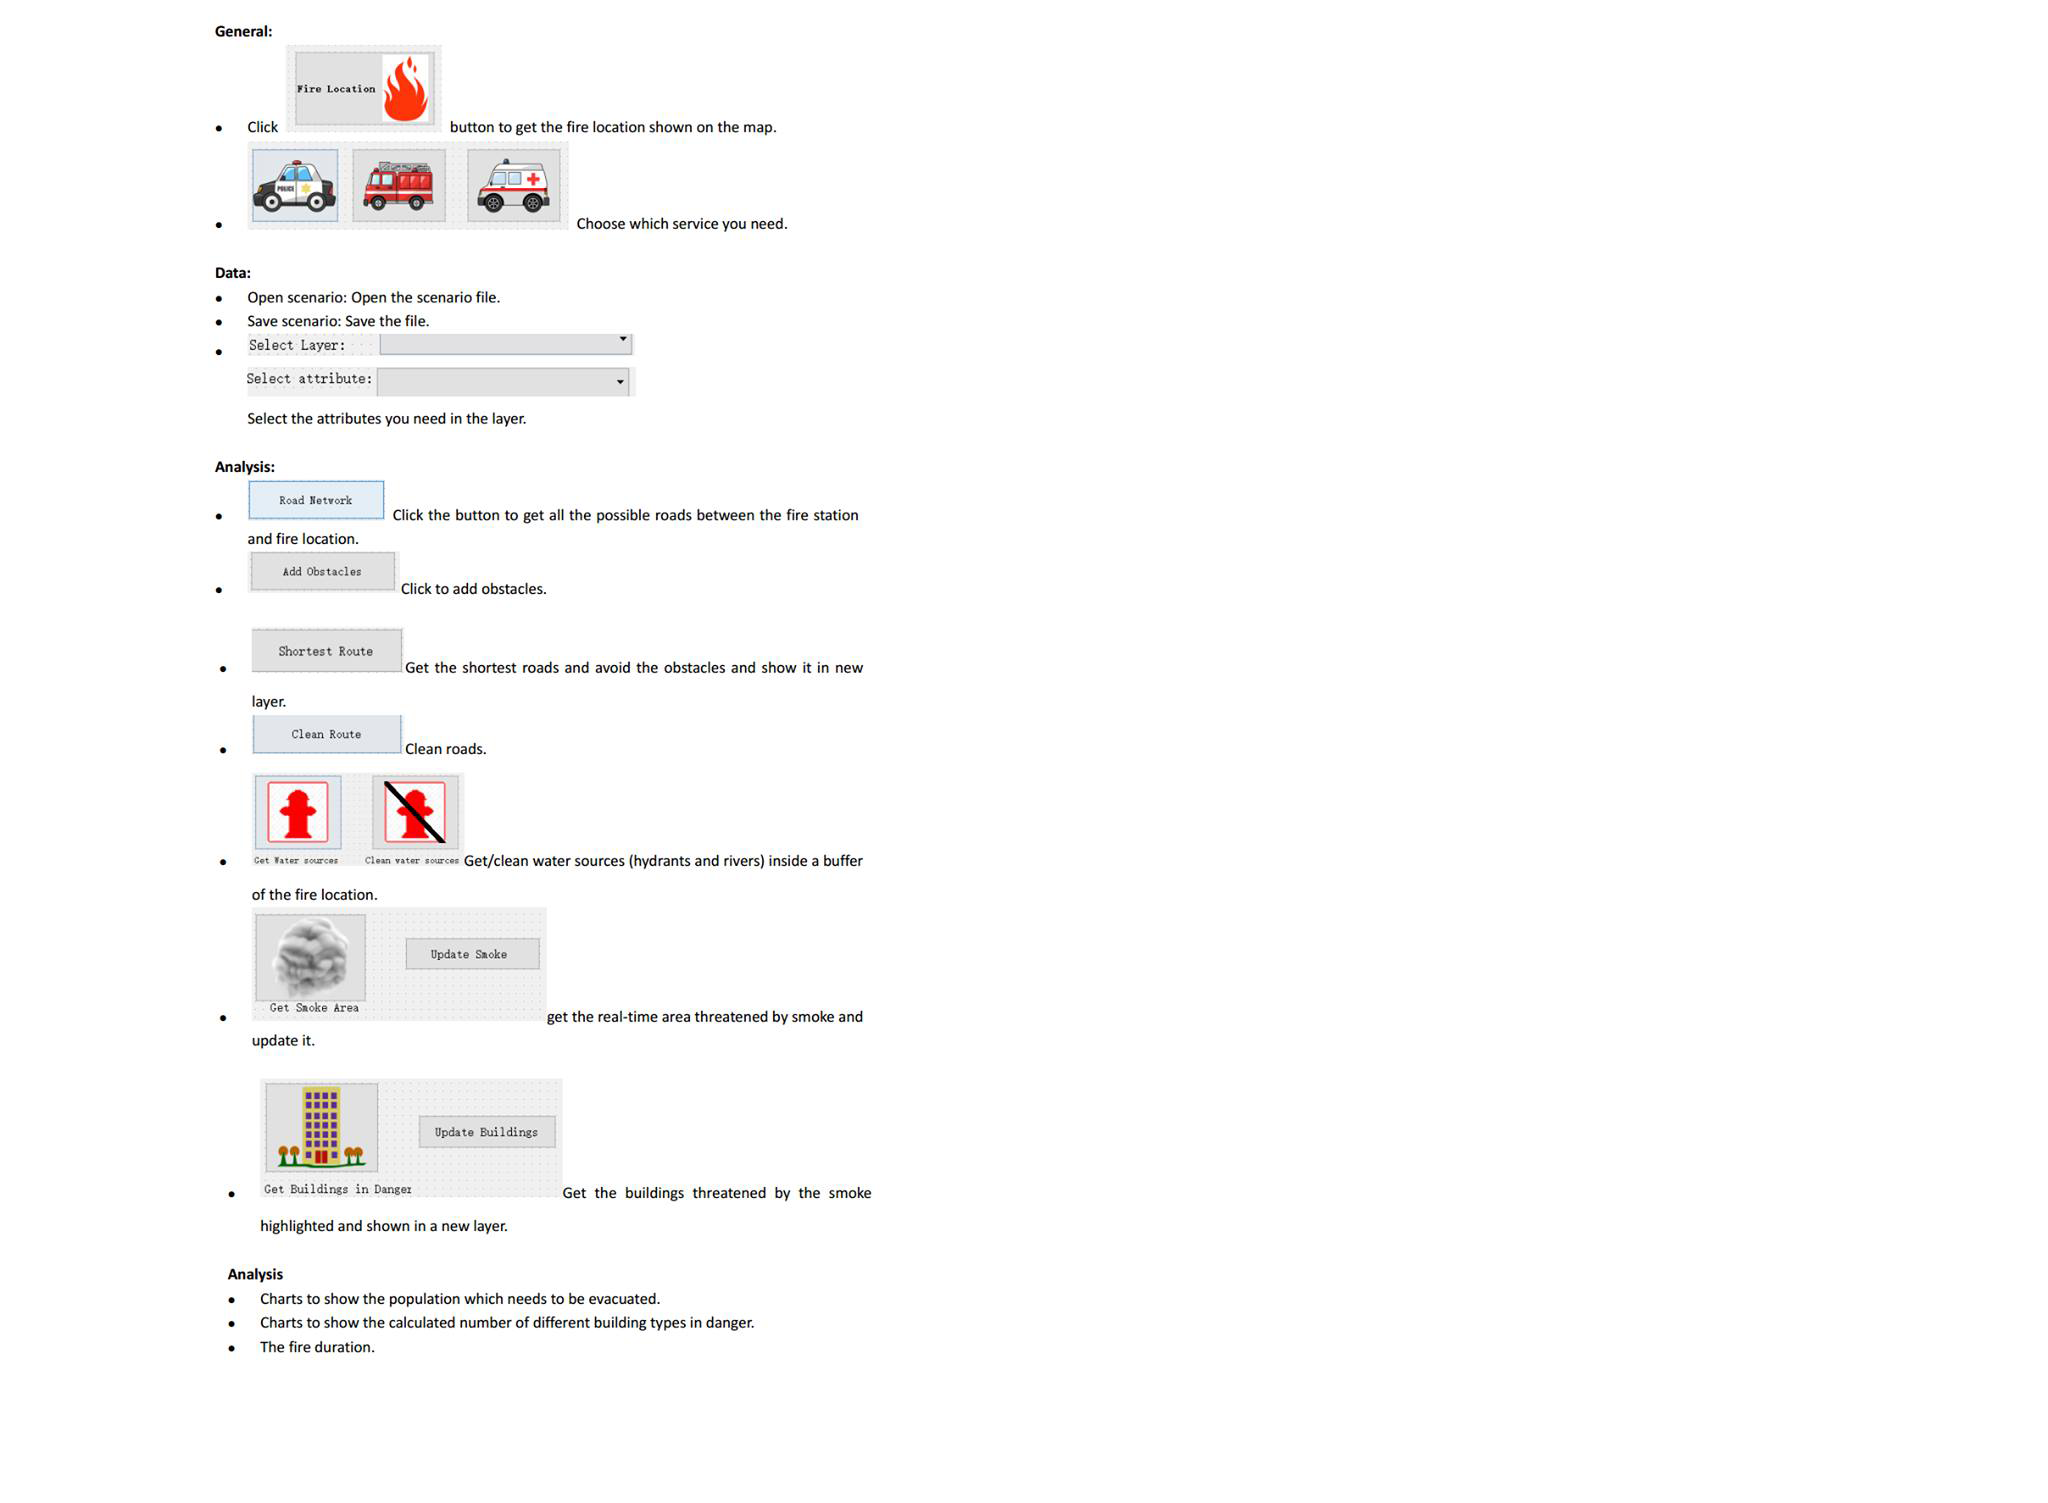 General:
Fire Location
• Click button to get the fire location shown on the map.
POLICE
• Choose which service you need.
Data:
• Open scenario: Open the scenario file.
• Save scenario: Save the file.
• Select Layer:
Select attribute:
Select the attributes you need in the layer.
Analysis:
Road Network
• Click the button to get all the possible roads between the fire station
and fire location.
Add Obstacles
• Click to add obstacles.
Shortest Route
• Get the shortest roads and avoid the obstacles and show it in new
layer.
Clean Route
• Clean roads.
Get Water sources Clean water sources
• Get/clean water sources (hydrants and rivers) inside a buffer
of the fire location.
Update Smoke
Get Smoke Area
• get the real-time area threatened by smoke and
update it.
Update Buildings
Get Buildings in Danger
• Get the buildings threatened by the smoke
highlighted and shown in a new layer.
Analysis
• Charts to show the population which needs to be evacuated.
• Charts to show the calculated number of different building types in danger.
• The fire duration.